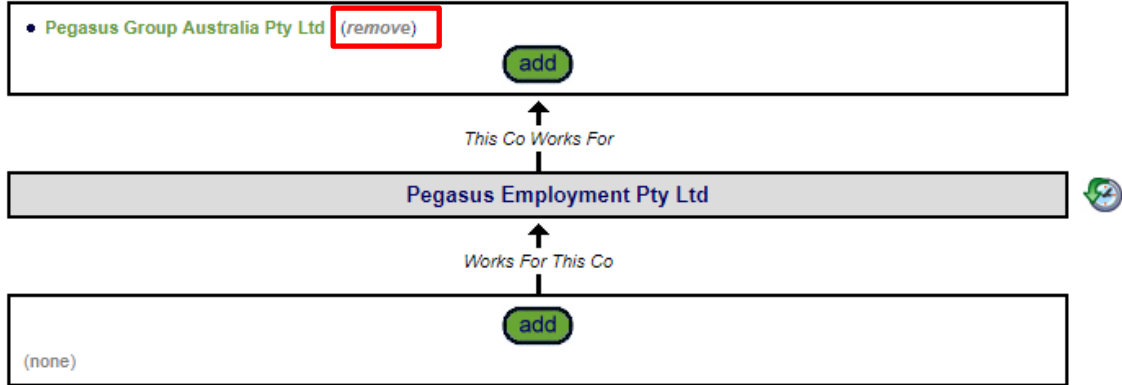 • Pegasus Group Australia Pty Ltd (remove)
add
This Co Works For
Pegasus Employment Pty Ltd
Works For This Co
add
(none)